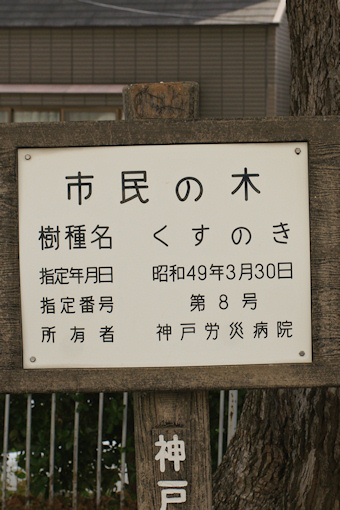 市民の木
樹種名 くすのき
指定年月日 昭和49年3月30日
指定番号 第8号
所有者 神戸労災病院
神戸